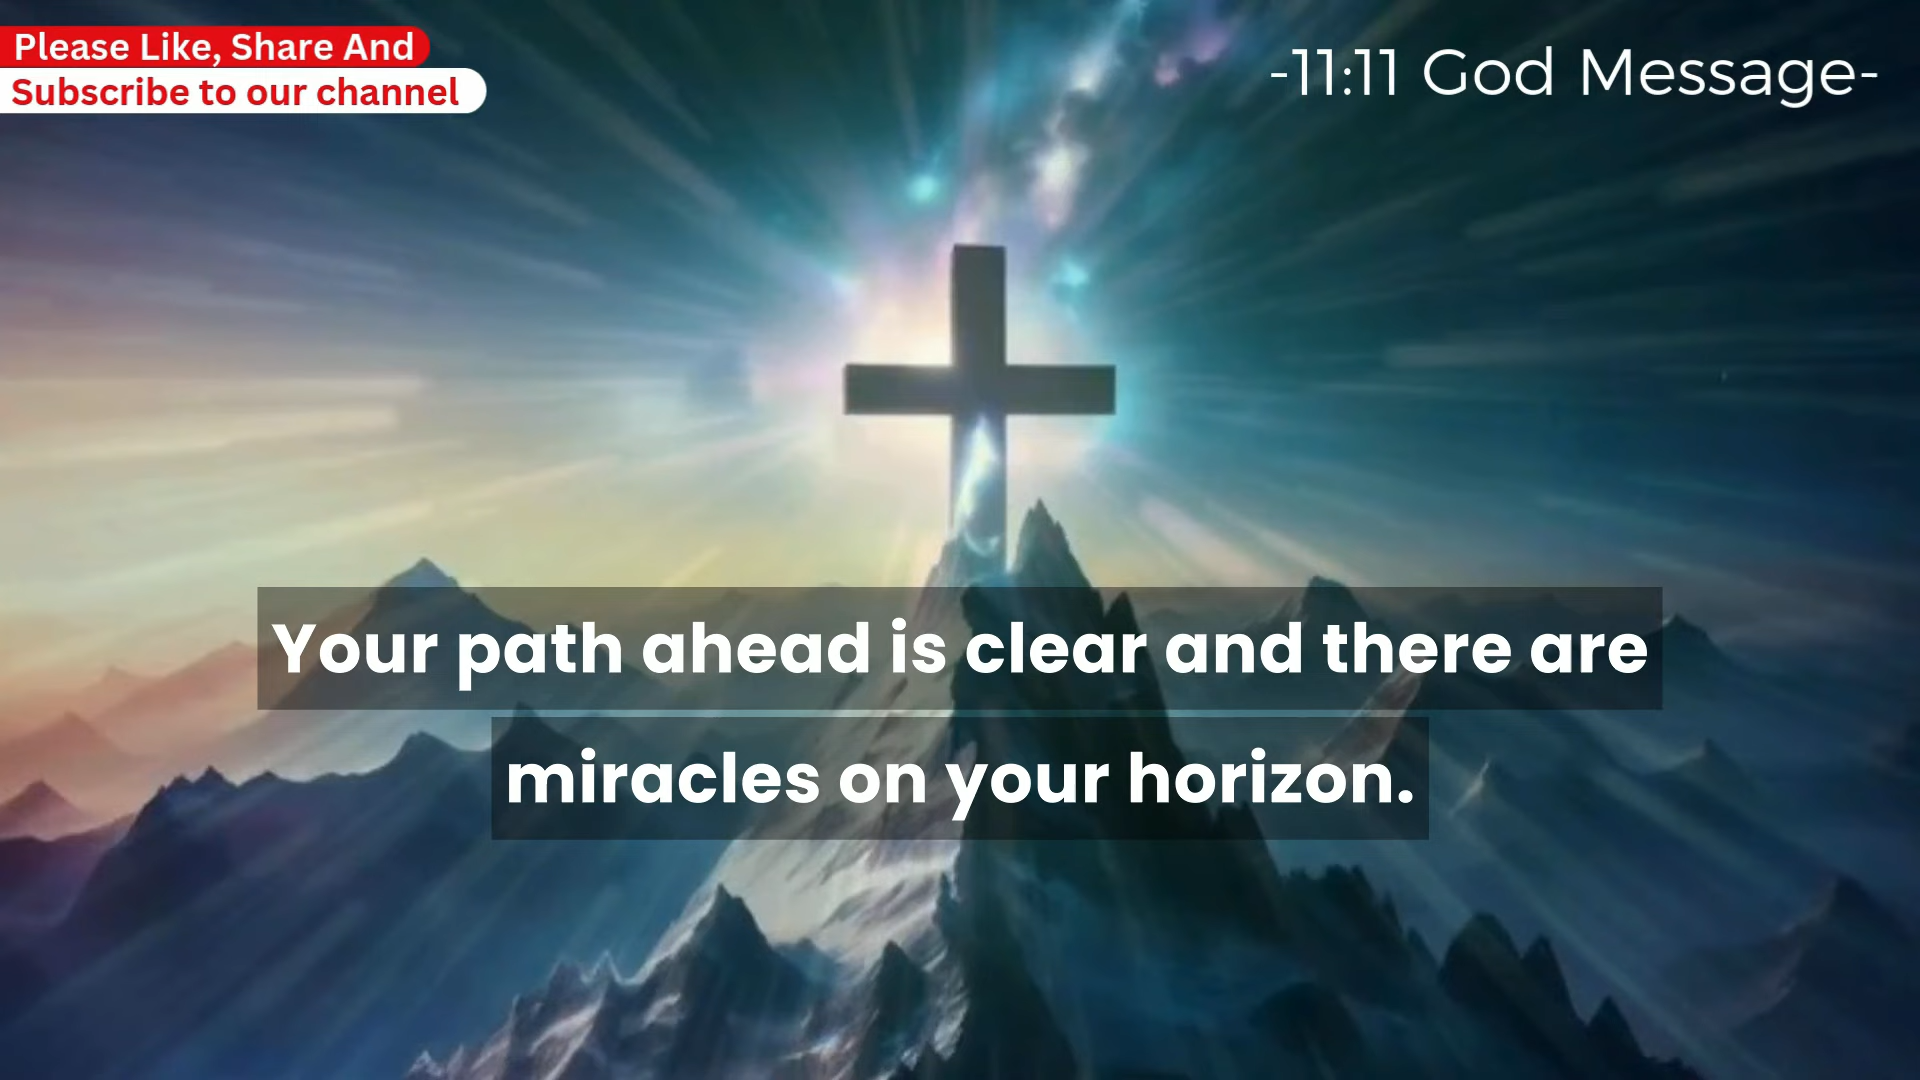 Please Like, Share And
Subscribe to our channel
-11:11 God Message-
Your path ahead is clear and there are
miracles on your horizon.